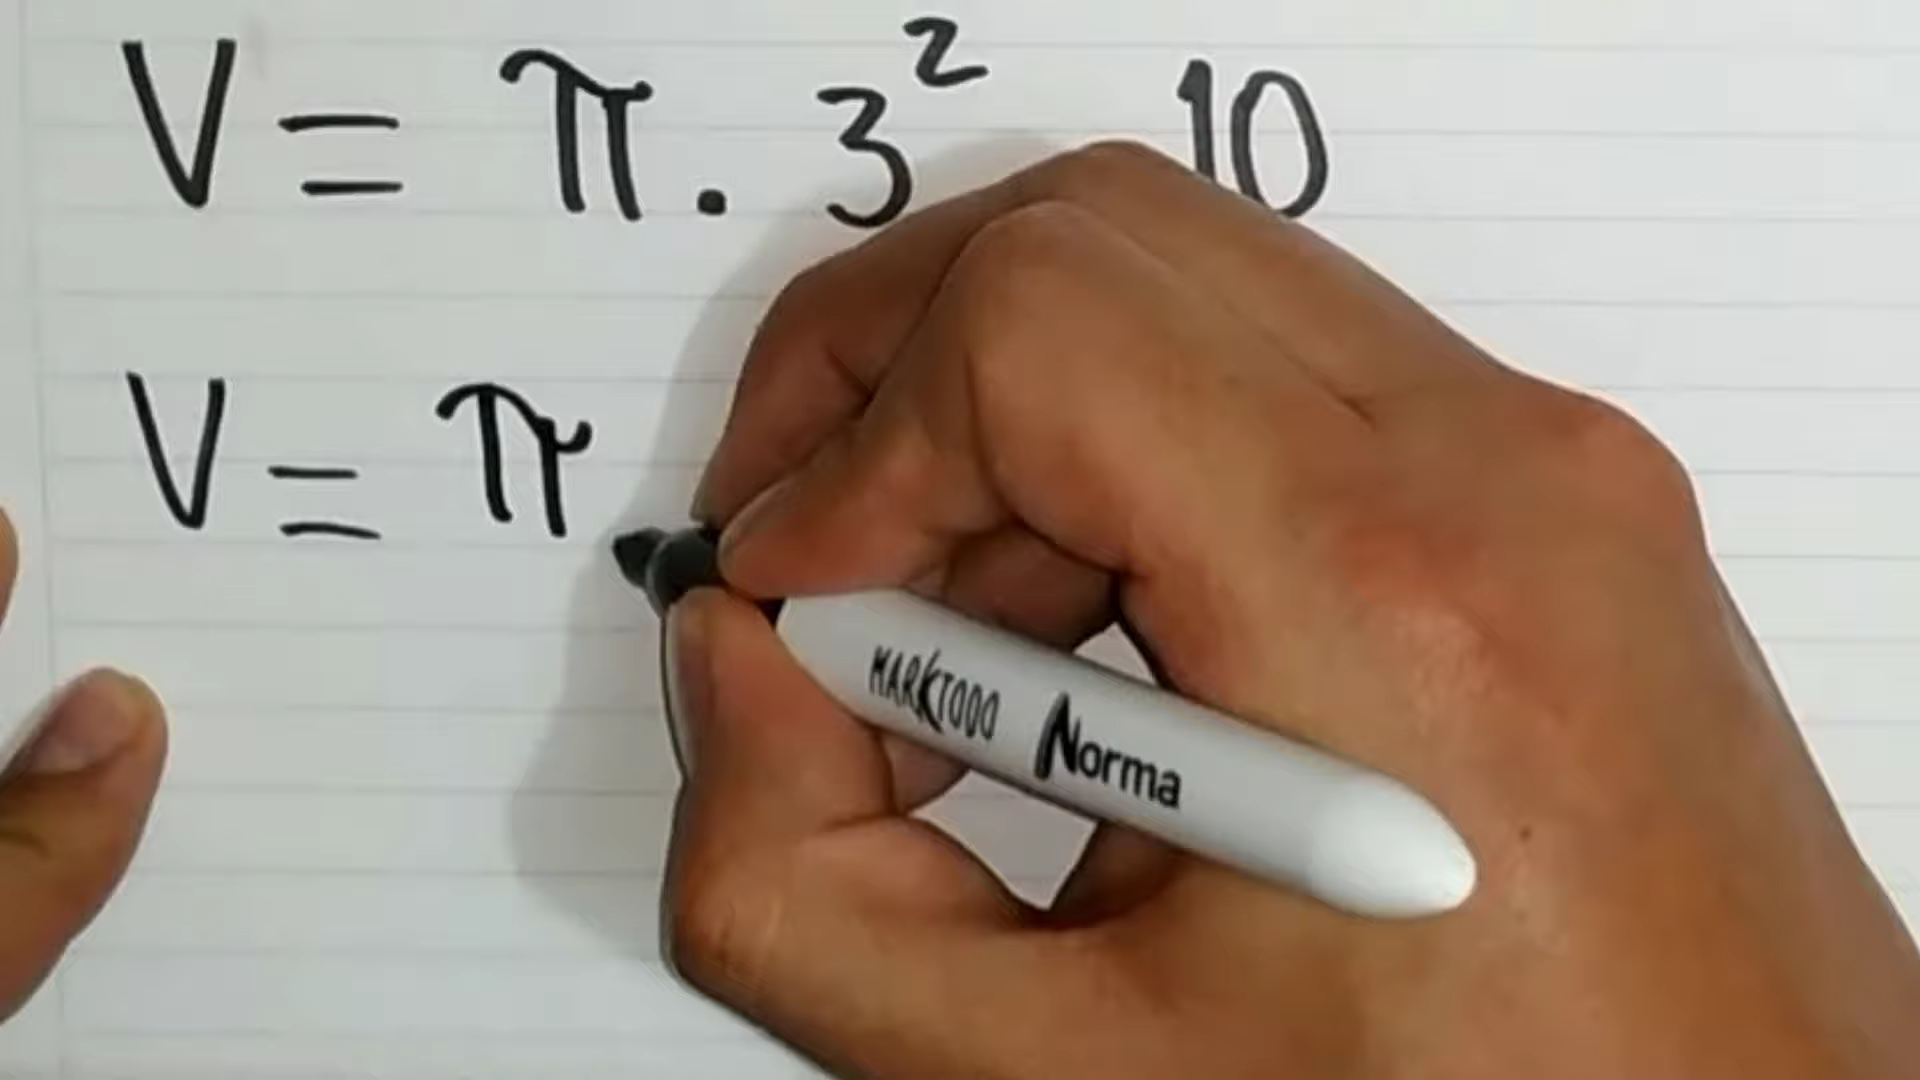 V = π . 3² 10
V = π
MARKTODO Norma